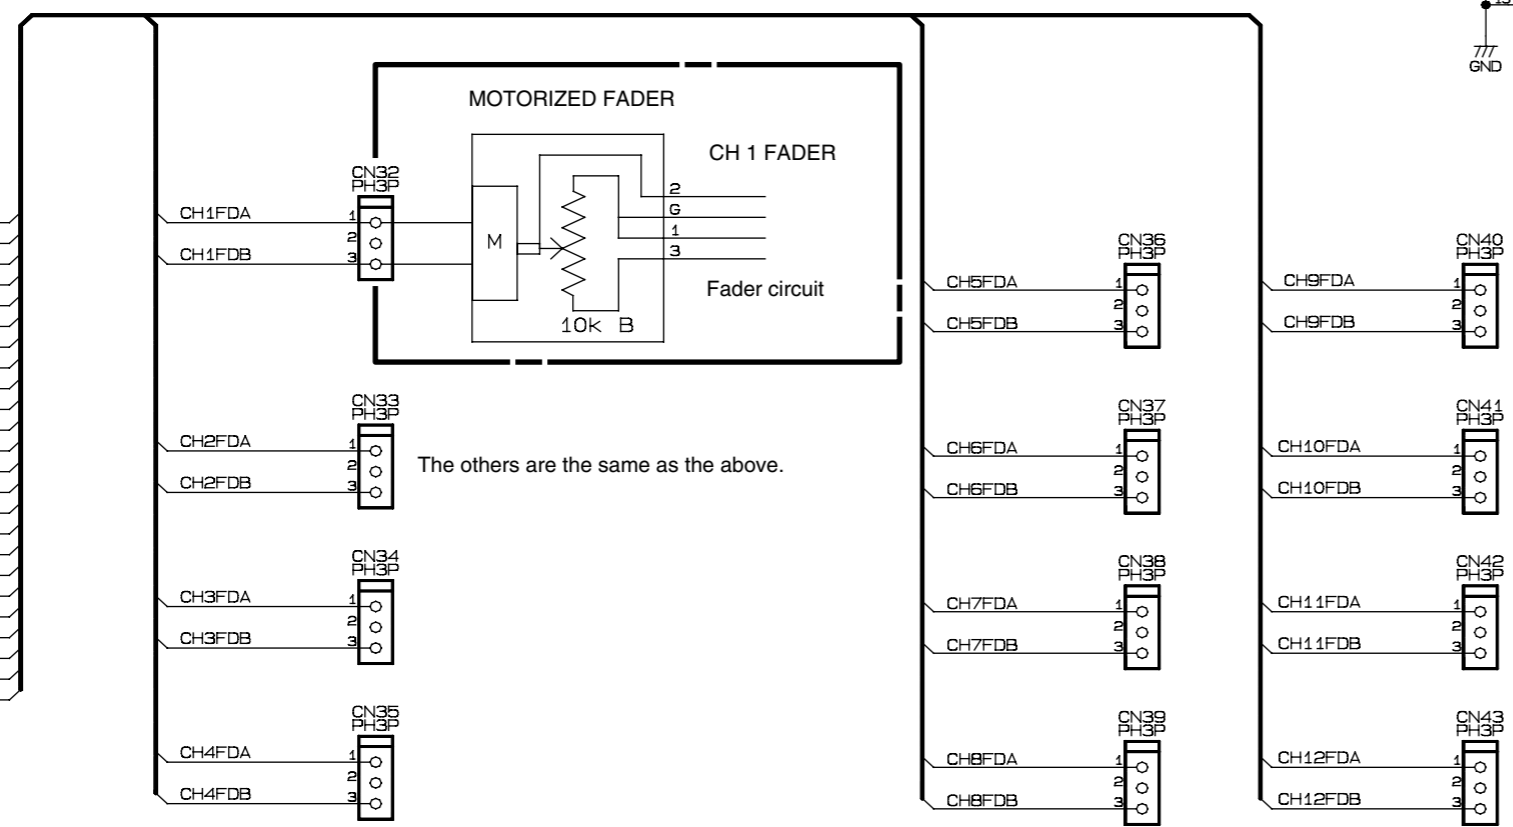 GND
MOTORIZED FADER
CH 1 FADER
CN32
PH3P
CH1FDA
1
2
CH1FDB
3
M
2
G
1
3
Fader circuit
10k B
CN33
PH3P
CH2FDA
1
2
CH2FDB
3
The others are the same as the above.
CN34
PH3P
CH3FDA
1
2
CH3FDB
3
CN35
PH3P
CH4FDA
1
2
CH4FDB
3
CN36
PH3P
CH5FDA
1
2
CH5FDB
3
CN37
PH3P
CH6FDA
1
2
CH6FDB
3
CN38
PH3P
CH7FDA
1
2
CH7FDB
3
CN39
PH3P
CH8FDA
1
2
CH8FDB
3
CN40
PH3P
CH9FDA
1
2
CH9FDB
3
CN41
PH3P
CH10FDA
1
2
CH10FDB
3
CN42
PH3P
CH11FDA
1
2
CH11FDB
3
CN43
PH3P
CH12FDA
1
2
CH12FDB
3